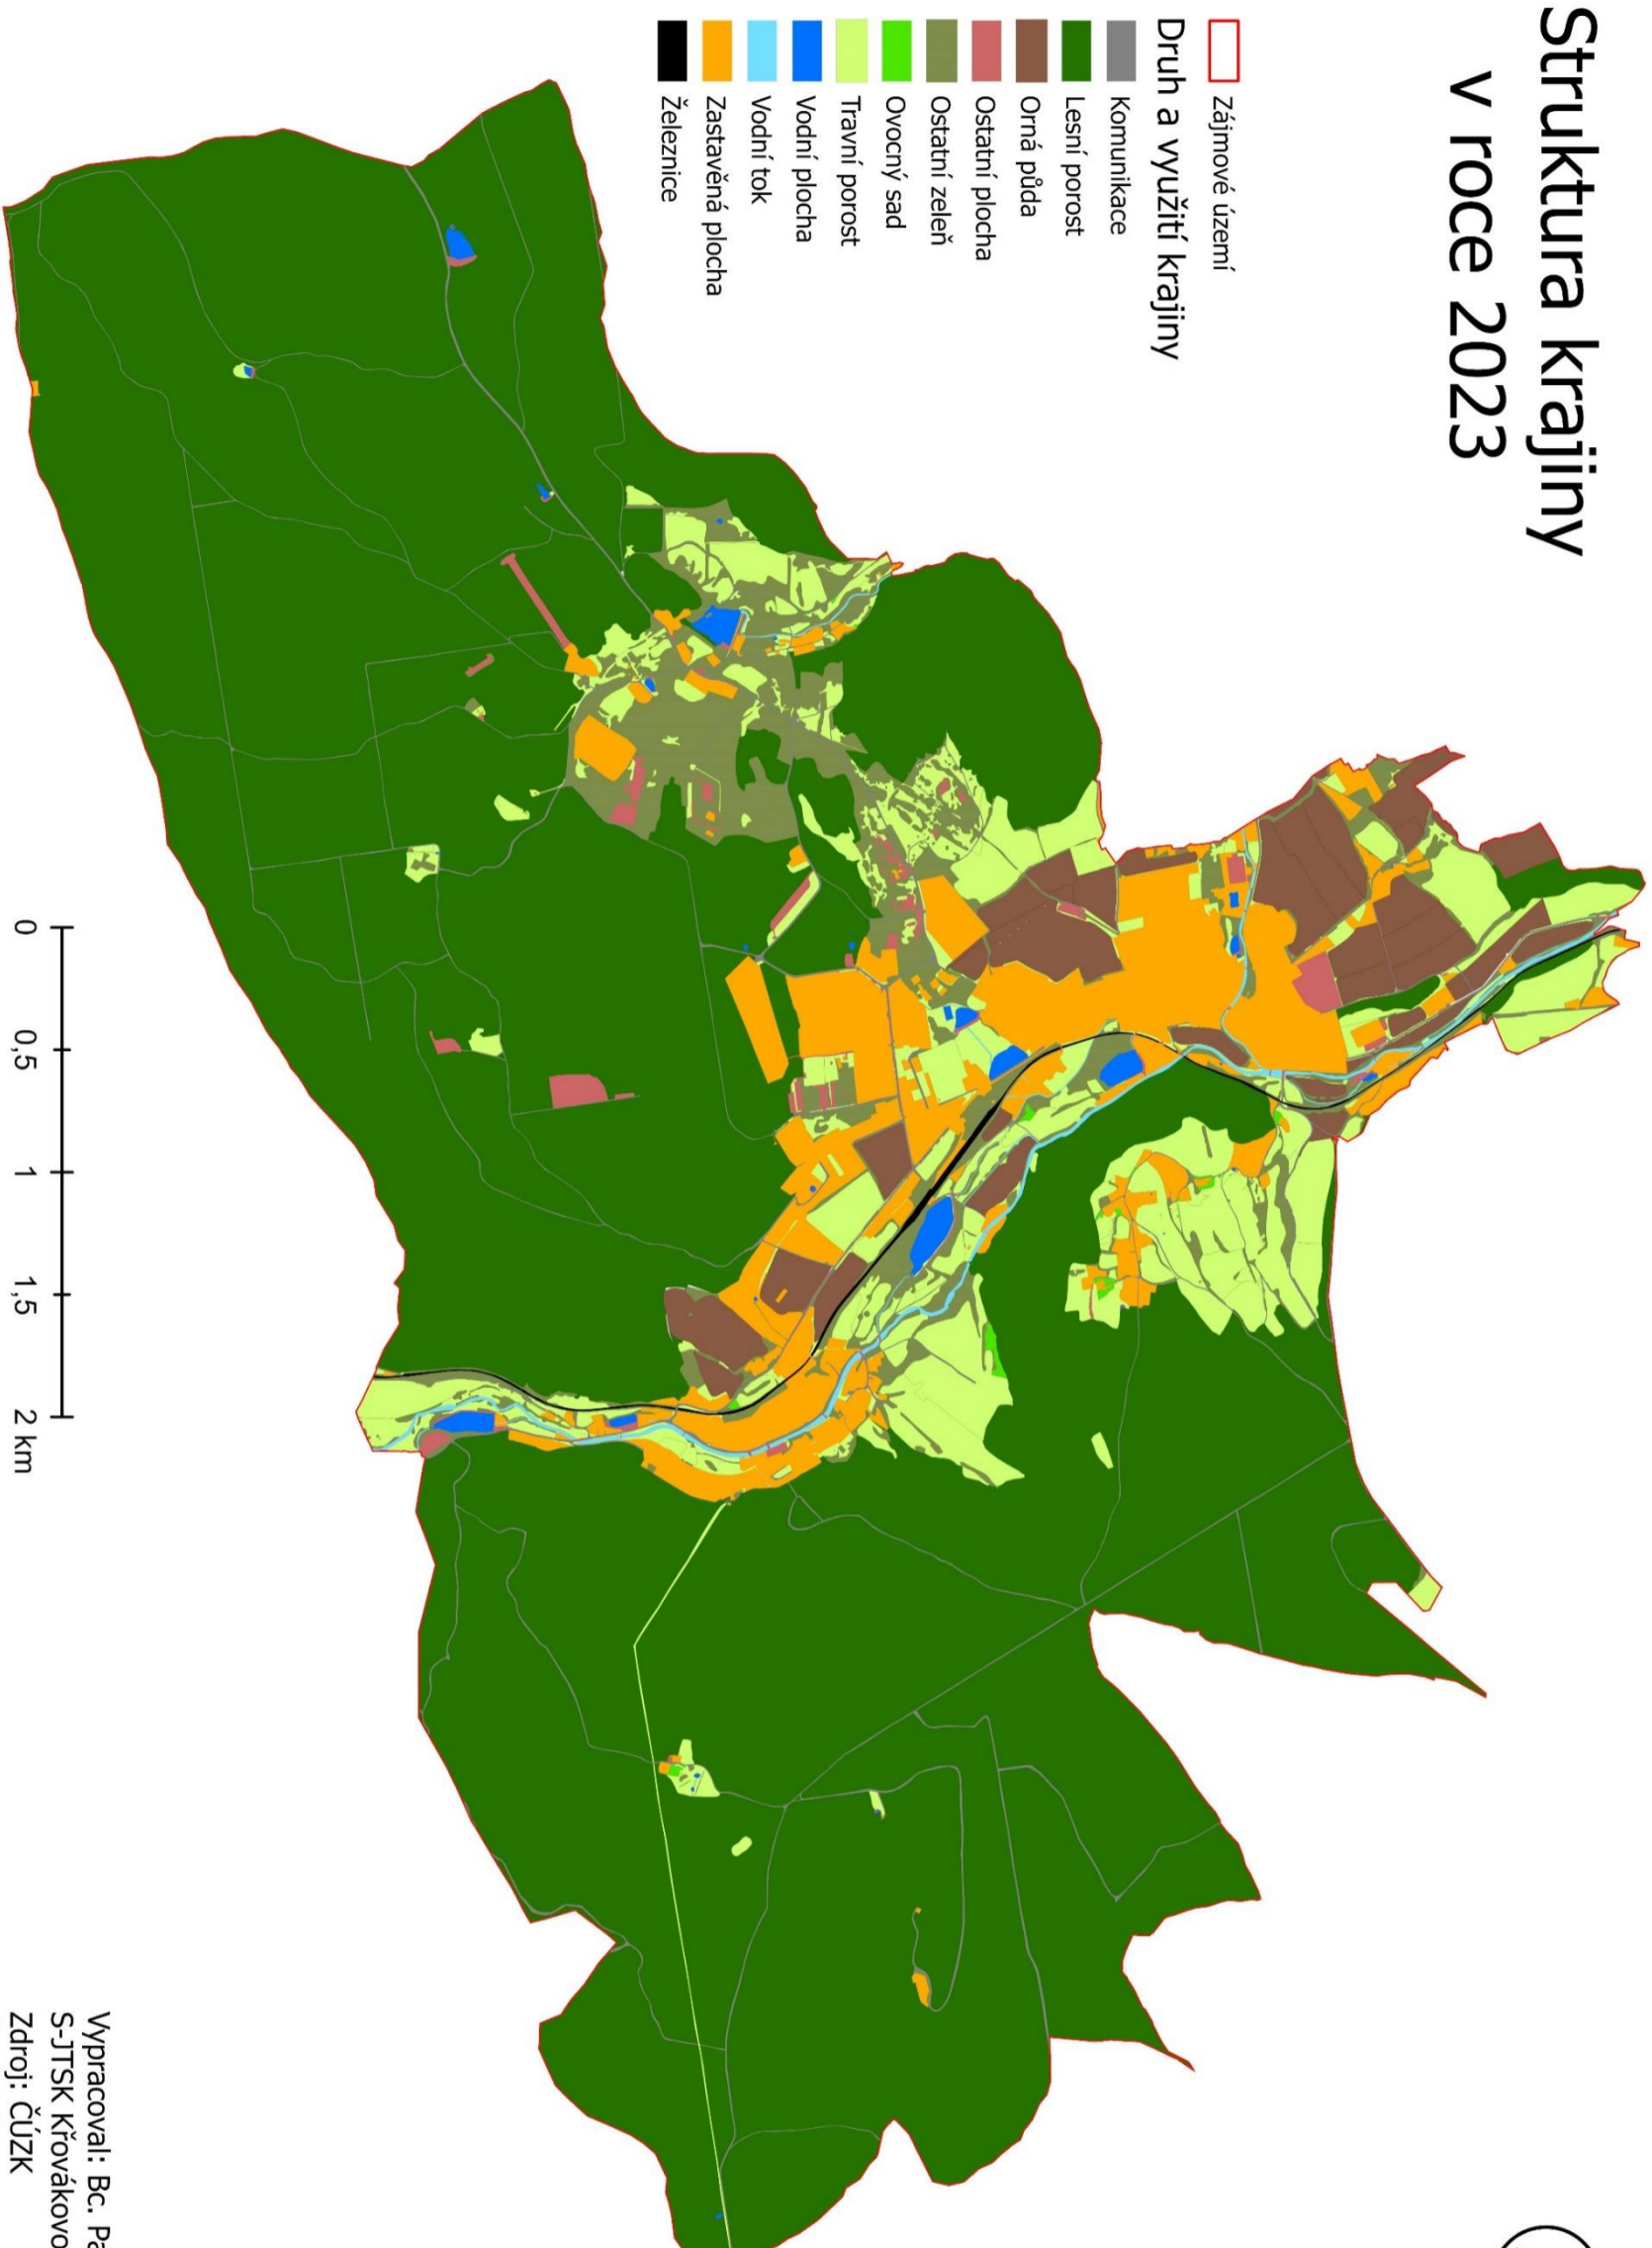 Struktura krajiny
v roce 2023
Zájmové území
Druh a využití krajiny
Komunikace
Lesní porost
Orná půda
Ostatní plocha
Ostatní zeleň
Ovocný sad
Travní porost
Vodní plocha
Vodní tok
Zastavěná plocha
Železnice
0 0,5 1 1,5 2 km
Vypracoval: Bc.
S-JTSK
Zdroj: ČÚZK